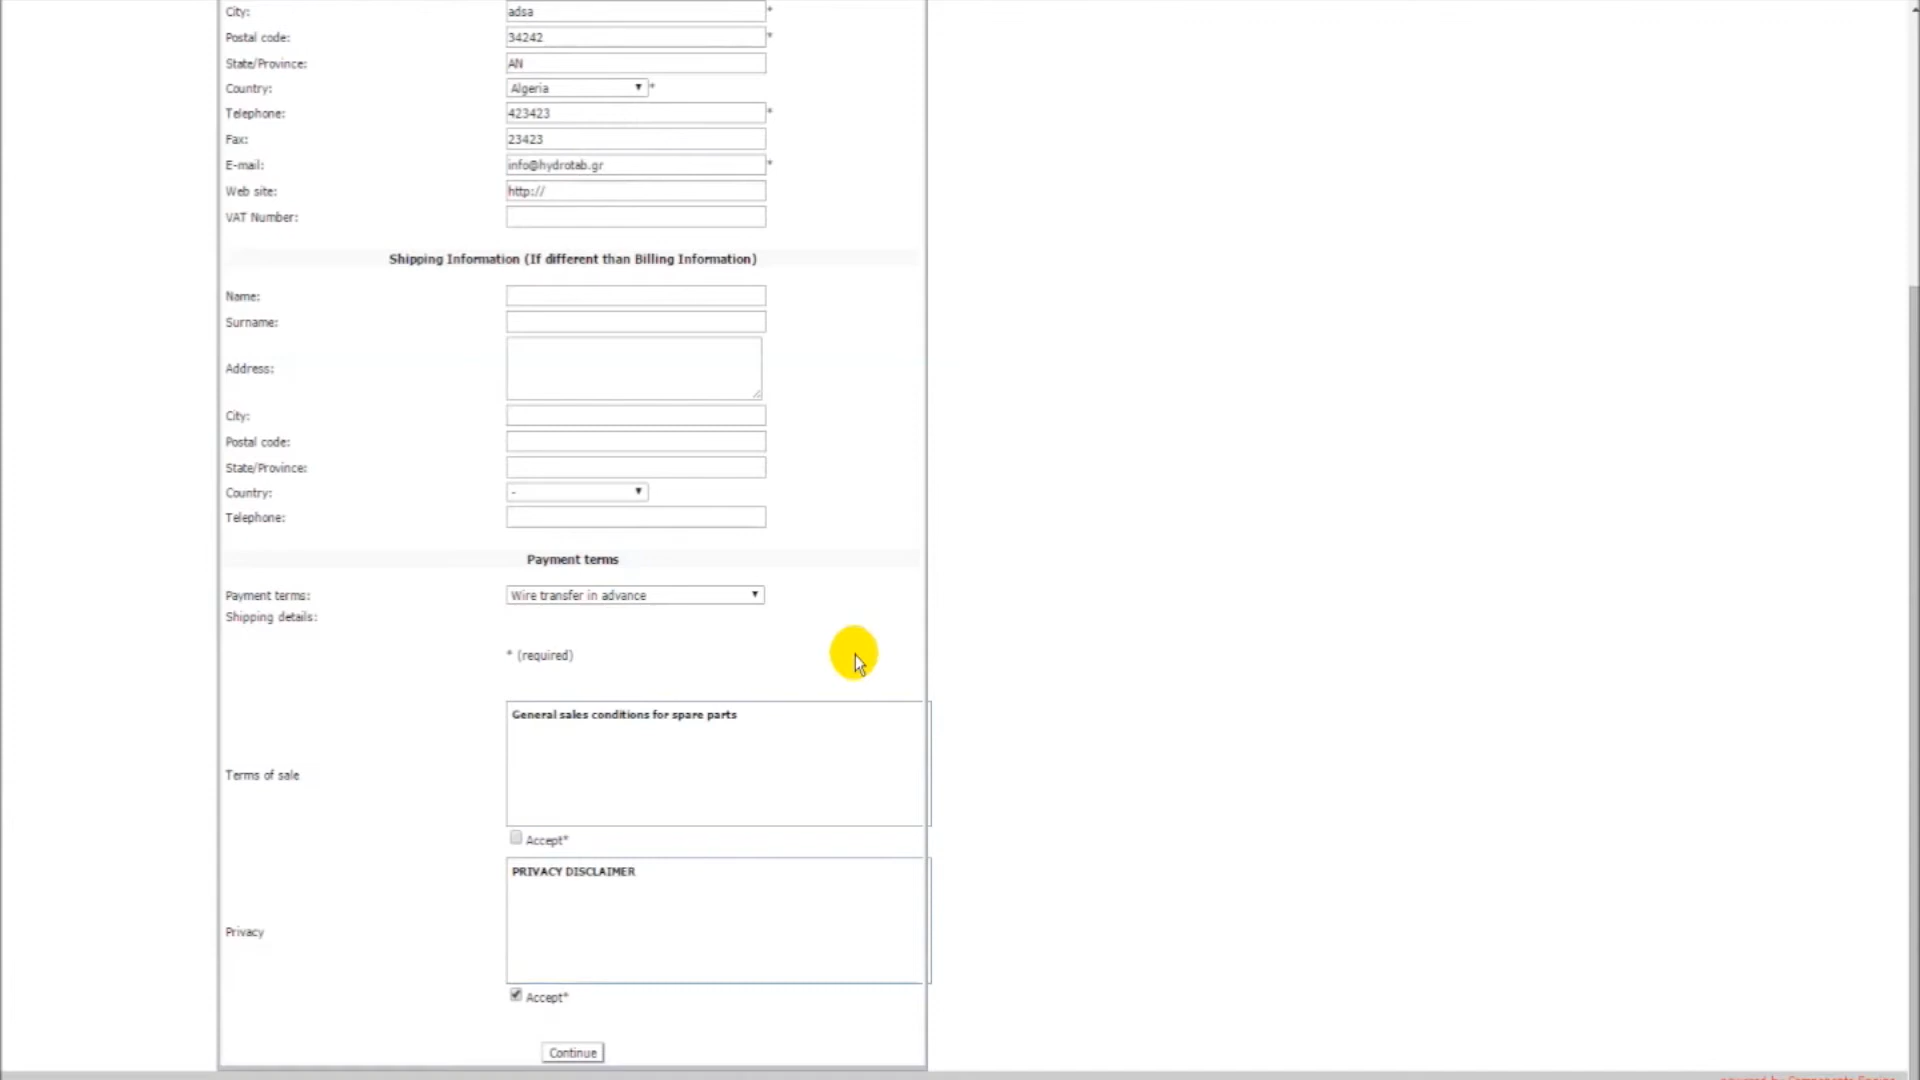 City: adsa *
Postal code: 34242 *
State/Province: AN
Country: Algeria *
Telephone: 423423 *
Fax: 23423
E-mail: info@hydrotab.gr *
Web site: http://
VAT Number:
Shipping Information (If different than Billing Information)
Name:
Surname:
Address:
City:
Postal code:
State/Province:
Country: -
Telephone:
Payment terms
Payment terms: Wire transfer in advance
Shipping details:
* (required)
General sales conditions for spare parts
Terms of sale
Accept*
PRIVACY DISCLAIMER
Privacy
Accept*
Continue